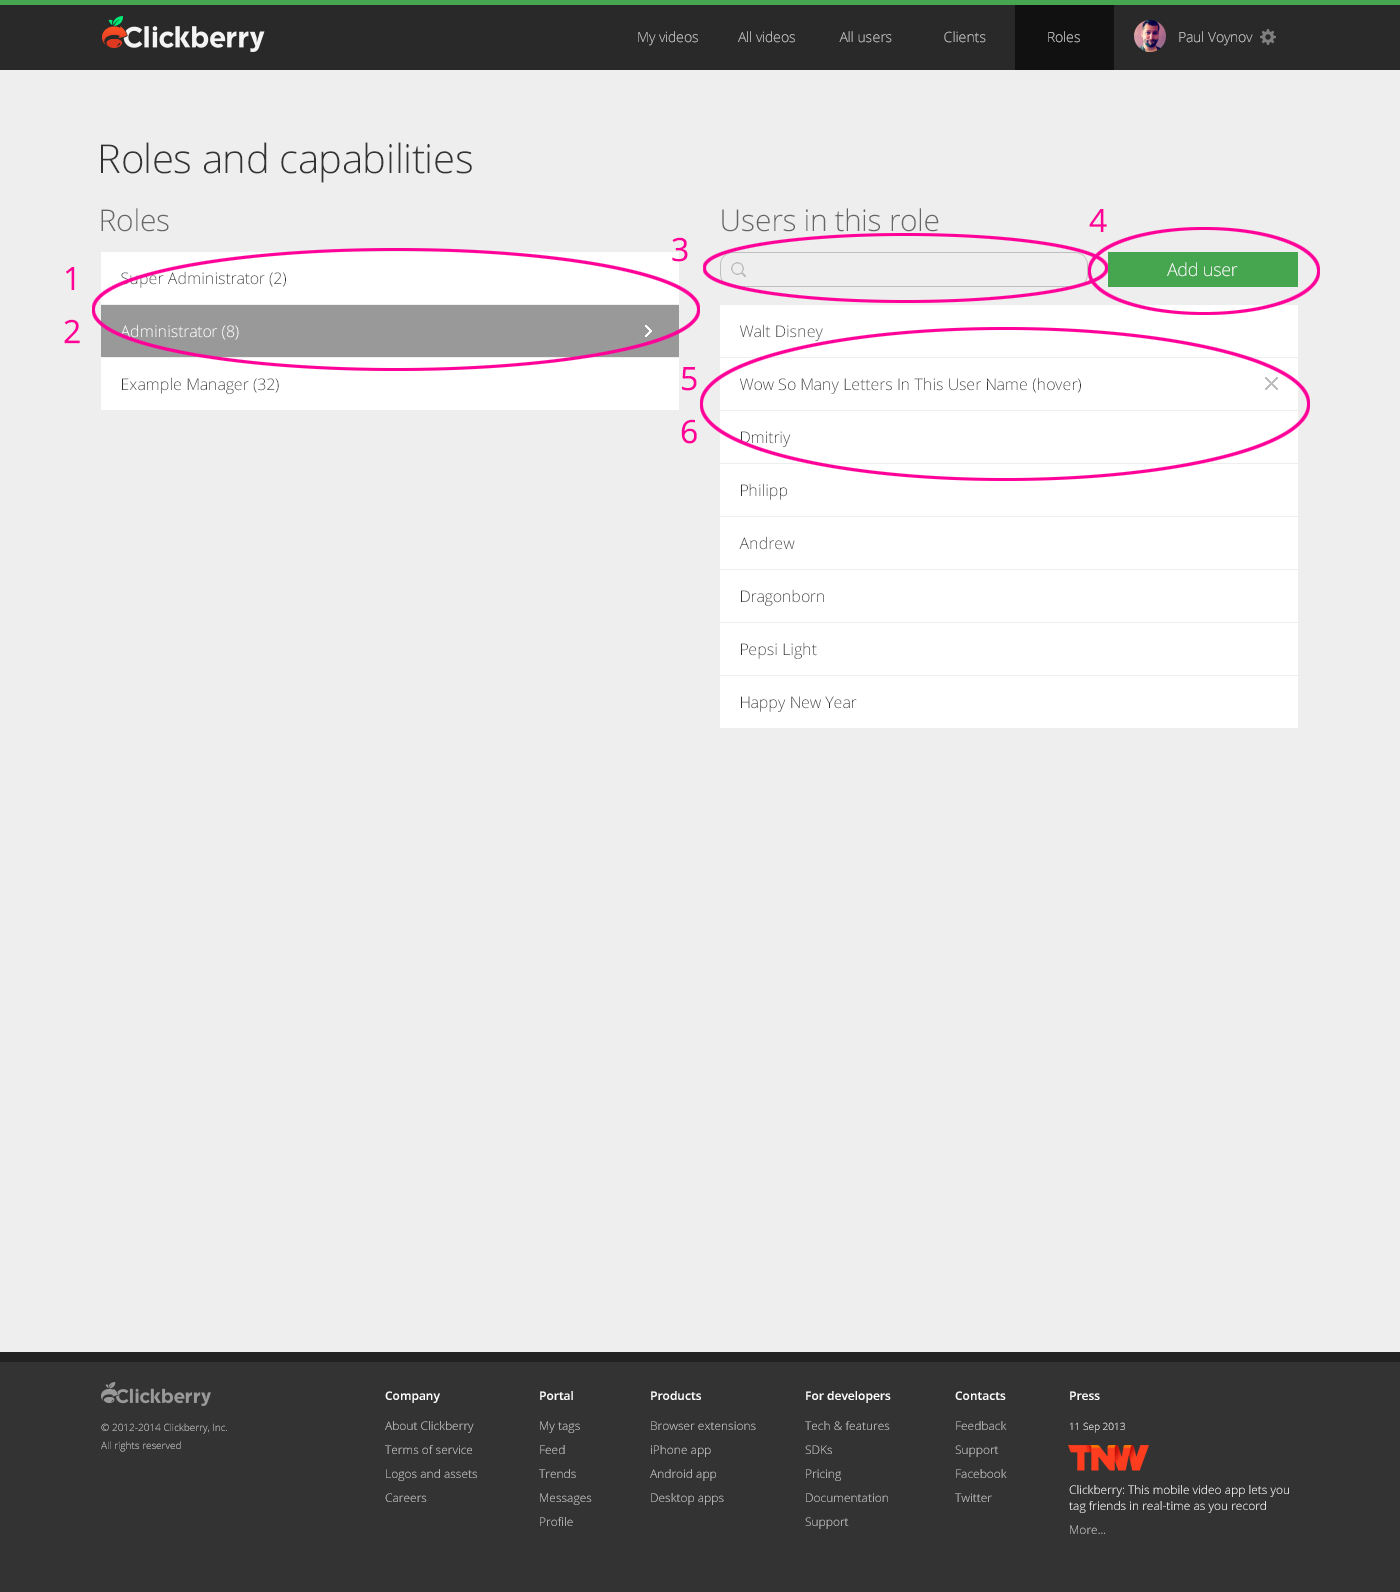 Clickberry
My videos All videos All users Clients Roles Paul Voynov
Roles and capabilities
Roles
1 Super Administrator (2)
2 Administrator (8)
Example Manager (32)
Users in this role
3
4 Add user
Walt Disney
5 Wow So Many Letters In This User Name (hover)
6 Dmitriy
Philipp
Andrew
Dragonborn
Pepsi Light
Happy New Year
Clickberry
© 2012-2014 Clickberry, Inc.
All rights reserved
Company
About Clickberry
Terms of service
Logos and assets
Careers
Portal
My tags
Feed
Trends
Messages
Profile
Products
Browser extensions
iPhone app
Android app
Desktop apps
For developers
Tech & features
SDKs
Pricing
Documentation
Support
Contacts
Feedback
Support
Facebook
Twitter
Press
11 Sep 2013
TNW
Clickberry: This mobile video app lets you
tag friends in real-time as you record
More...